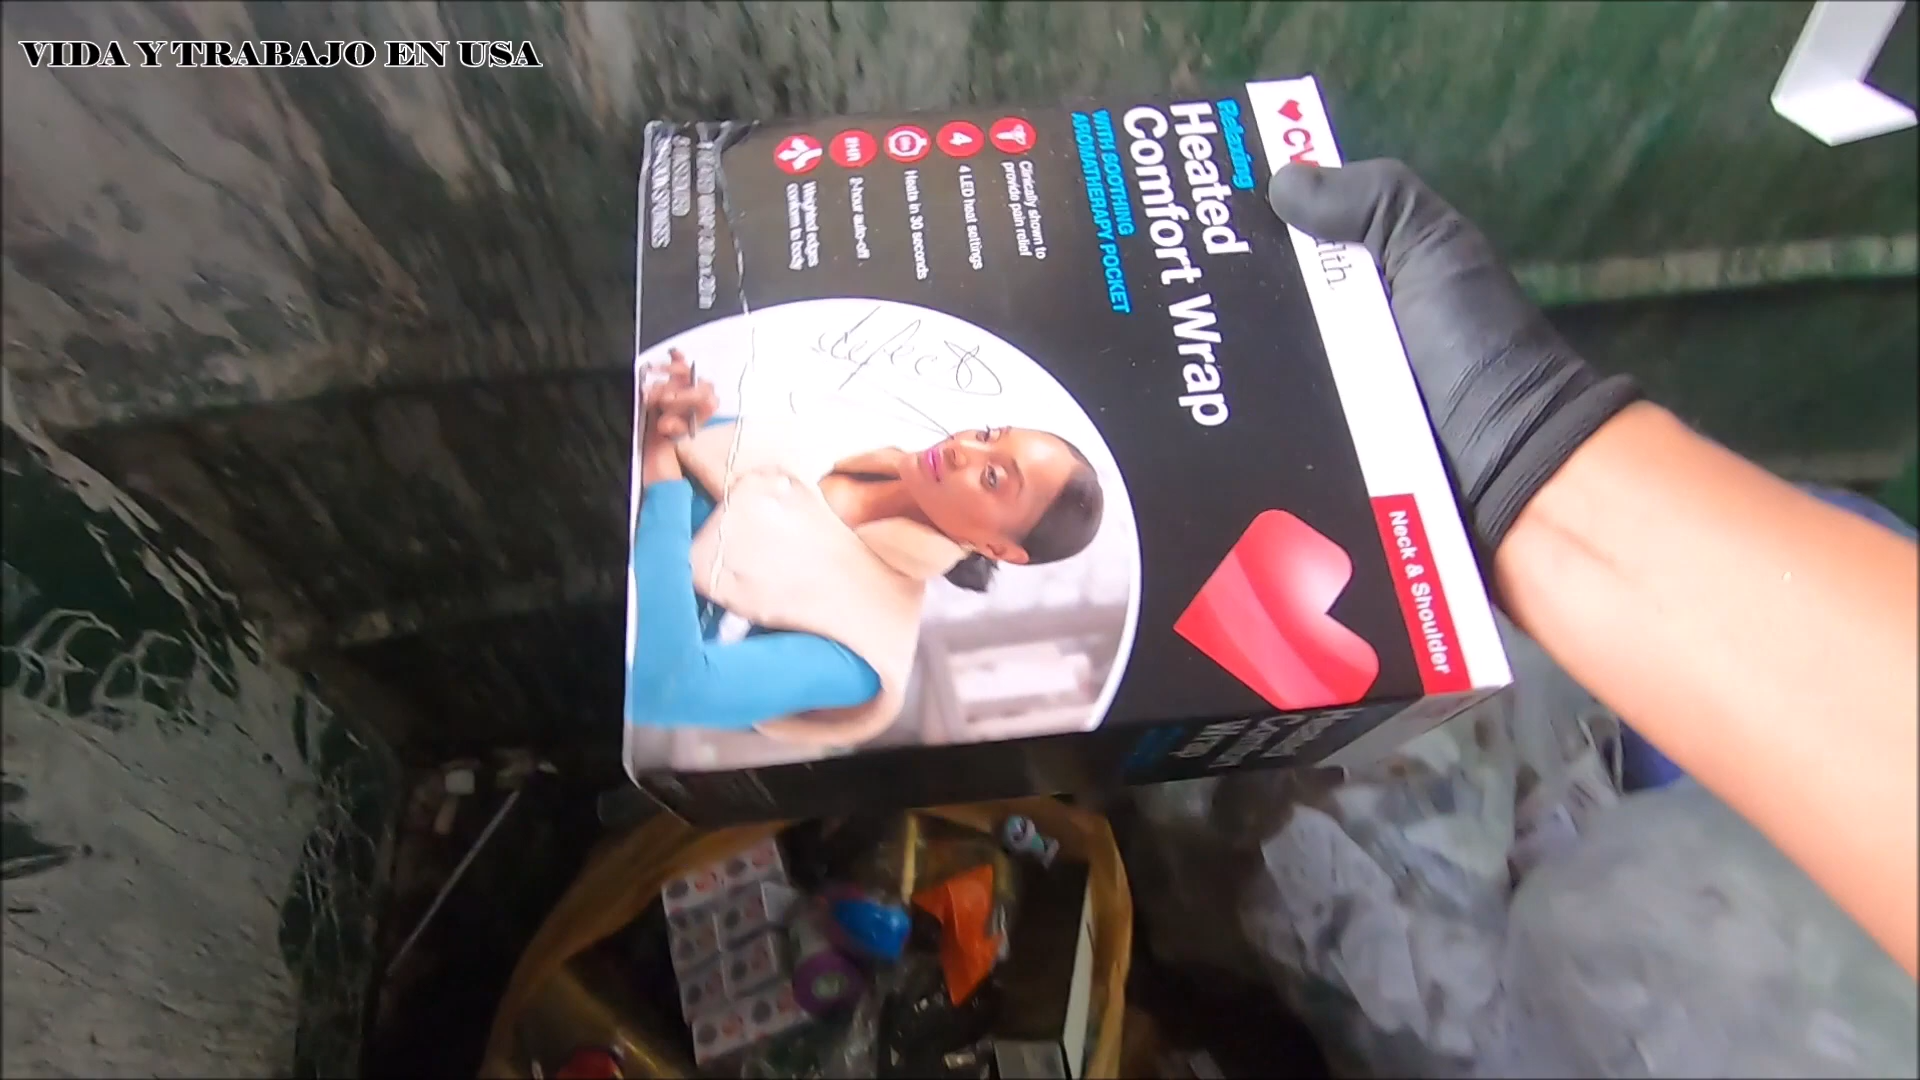 VIDA Y TRABAJO EN USA
Neck & Shoulder
Relaxing
Heated
Comfort Wrap
WITH SOOTHING
AROMATHERAPY POCKET
Clinically shown to
provide pain relief
4
4 LED heat settings
Heats in 30 seconds
2HR
2-hour auto-off
Weighted edges
conform to body
defect